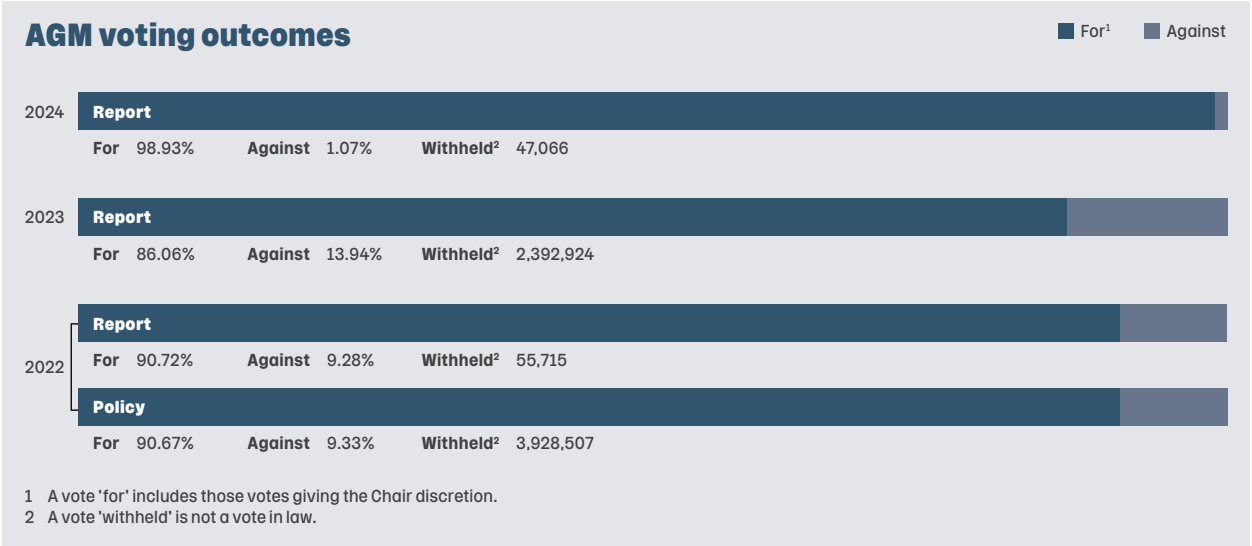 AGM voting outcomes
For¹ Against
2024 Report
For 98.93% Against 1.07% Withheld² 47,066
2023 Report
For 86.06% Against 13.94% Withheld² 2,392,924
Report
For 90.72% Against 9.28% Withheld² 55,715
2022
Policy
For 90.67% Against 9.33% Withheld² 3,928,507
1 A vote 'for' includes those votes giving the Chair discretion.
2 A vote 'withheld' is not a vote in law.